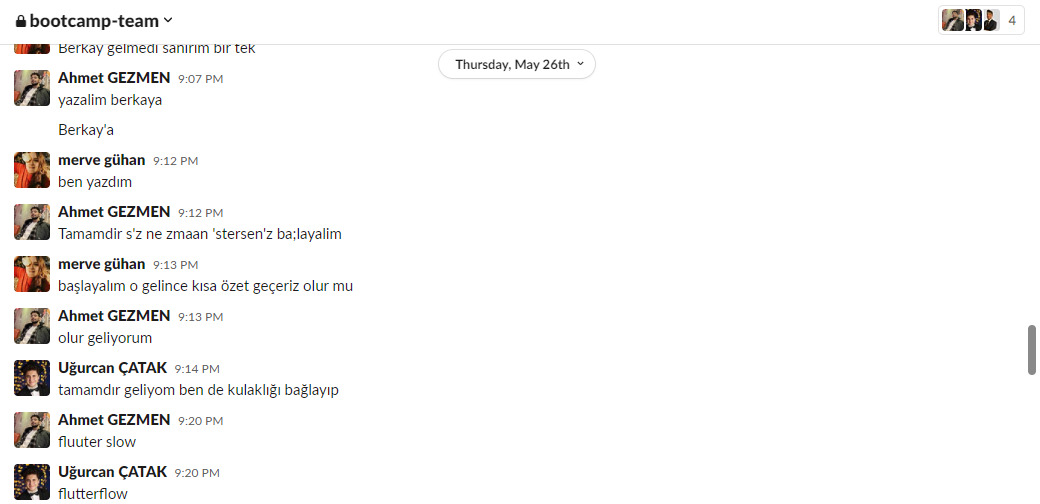 bootcamp-team
4
Berkay gelmedi sanırım bir tek
Thursday, May 26th
Ahmet GEZMEN 9:07 PM
yazalim berkaya
Berkay'a
merve gühan 9:12 PM
ben yazdım
Ahmet GEZMEN 9:12 PM
Tamamdir s'z ne zmaan 'stersen'z ba;layalim
merve gühan 9:13 PM
başlayalım o gelince kısa özet geçeriz olur mu
Ahmet GEZMEN 9:13 PM
olur geliyorum
Uğurcan ÇATAK 9:14 PM
tamamdır geliyom ben de kulaklığı bağlayıp
Ahmet GEZMEN 9:20 PM
fluuter slow
Uğurcan ÇATAK 9:20 PM
flutterflow